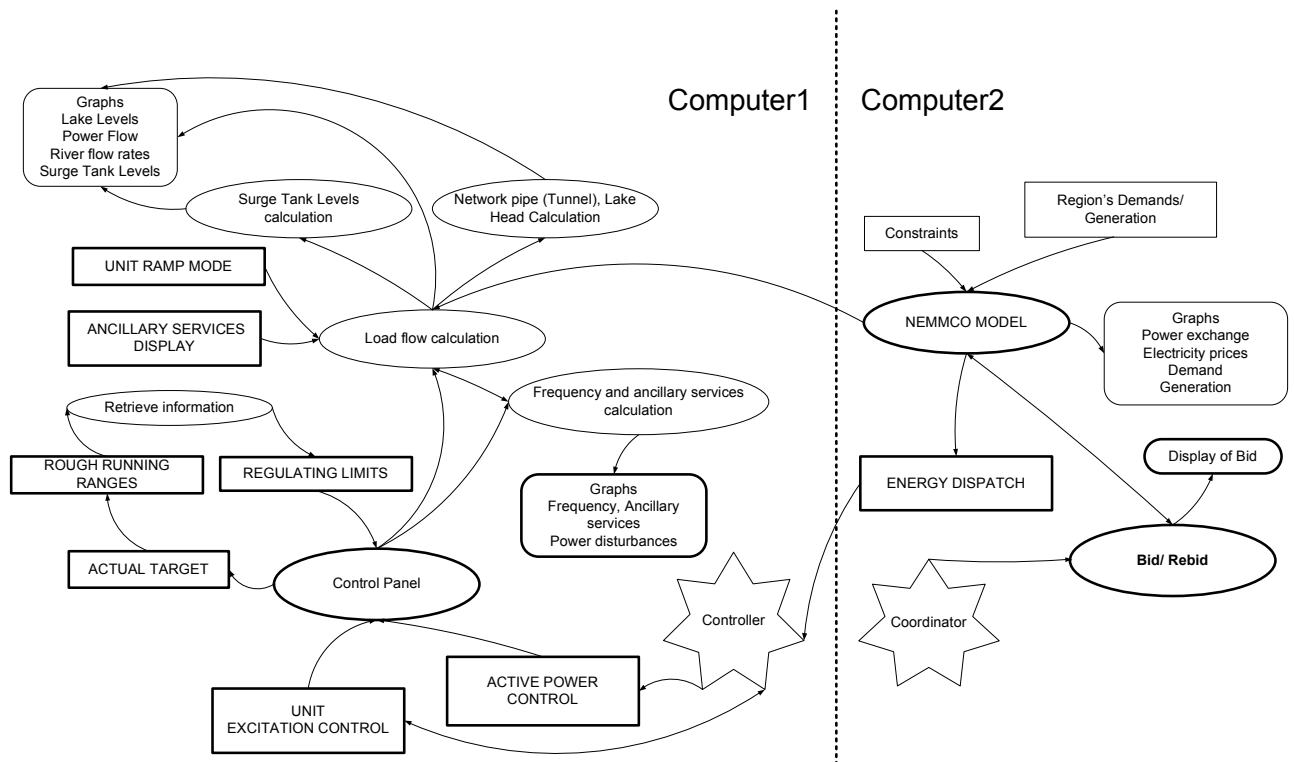 Computer1
Computer2
Graphs
Lake Levels
Power Flow
River flow rates
Surge Tank Levels
Surge Tank Levels
calculation
Network pipe (Tunnel), Lake
Head Calculation
Region's Demands/
Generation
Constraints
UNIT RAMP MODE
ANCILLARY SERVICES
DISPLAY
Load flow calculation
NEMMCO MODEL
Graphs
Power exchange
Electricity prices
Demand
Generation
Retrieve information
Frequency and ancillary services
calculation
ROUGH RUNNING
RANGES
REGULATING LIMITS
Graphs
Frequency, Ancillary
services
Power disturbances
ENERGY DISPATCH
Display of Bid
ACTUAL TARGET
Control Panel
Bid/ Rebid
Controller
Coordinator
ACTIVE POWER
CONTROL
UNIT
EXCITATION CONTROL